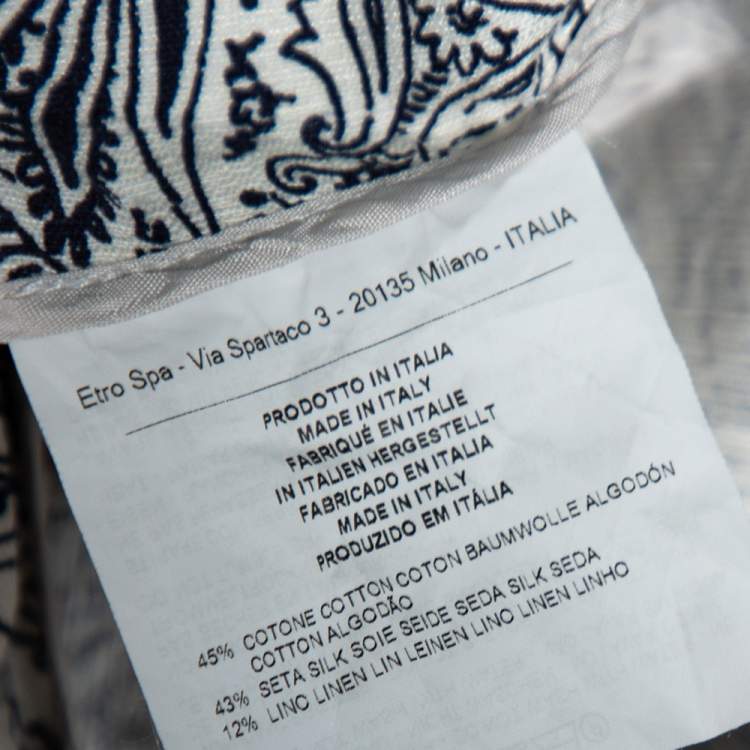 Etro Spa - Via Spartaco 3 - 20135 Milano - ITALIA
PRODOTTO IN ITALIA
MADE IN ITALY
FABRIQUÉ EN ITALIE
IN ITALIEN HERGESTELLT
FABRICADO EN ITALIA
MADE IN ITALY
PRODUZIDO EM ITÁLIA
45% COTONE COTTON COTON BAUMWOLLE ALGODÓN
COTTON ALGODÃO
43% SETA SILK SOIE SEIDE SEDA SILK SEDA
12% LINO LINEN LIN LEINEN LINO LINEN LINHO